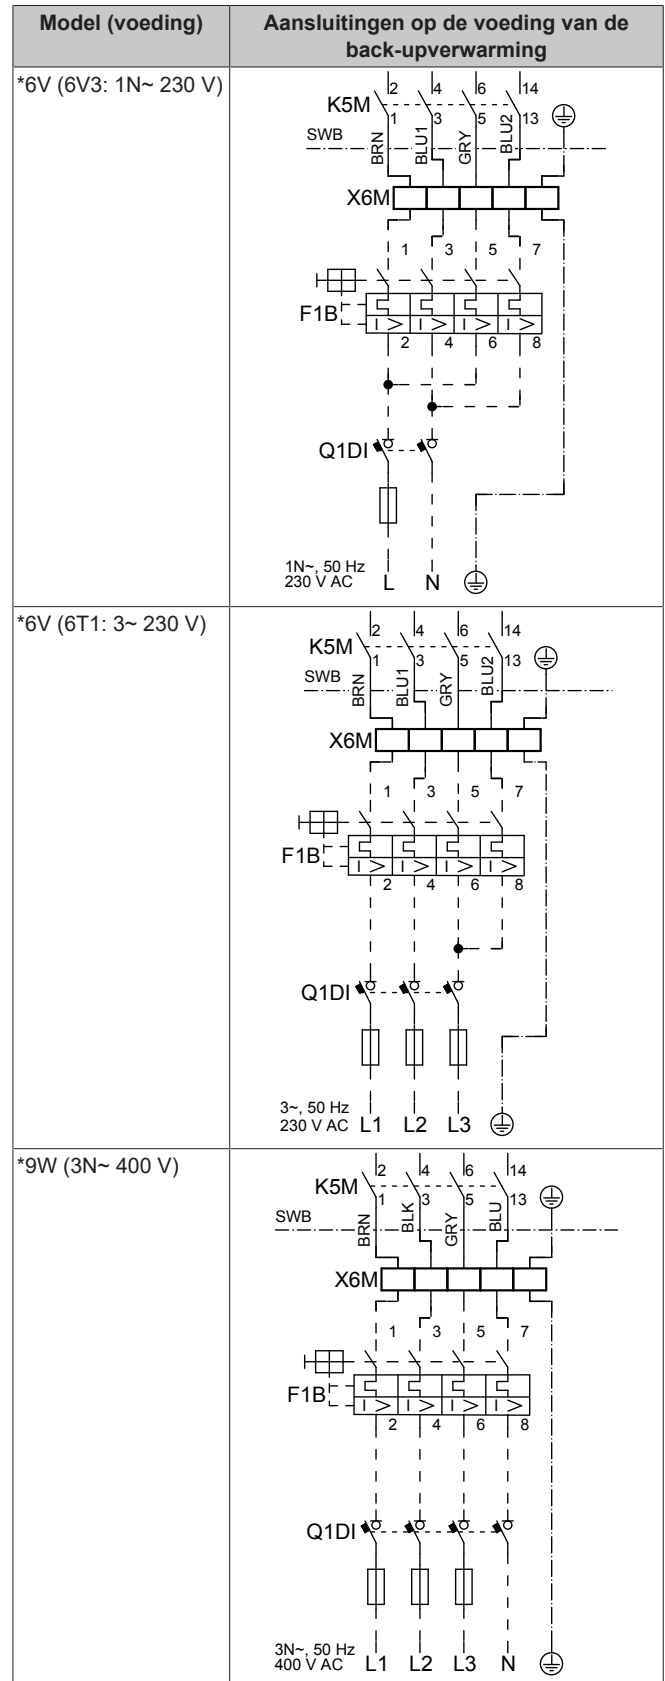 Model (voeding)
Aansluitingen op de voeding van de
back-upverwarming
*6V (6V3: 1N~ 230 V)
2 4 6 14
K5M
1 3 5 13
SWB
BRN BLU1 GRY BLU2
X6M
1 3 5 7
F1B
I > I > I > I >
2 4 6 8
Q1DI
1N~, 50 Hz
230 V AC
L N
*6V (6T1: 3~ 230 V)
2 4 6 14
K5M
1 3 5 13
SWB
BRN BLU1 GRY BLU2
X6M
1 3 5 7
F1B
I > I > I > I >
2 4 6 8
Q1DI
3~, 50 Hz
230 V AC
L1 L2 L3
*9W (3N~ 400 V)
2 4 6 14
K5M
1 3 5 13
SWB
BRN BLK GRY BLU
X6M
1 3 5 7
F1B
I > I > I > I >
2 4 6 8
Q1DI
3N~, 50 Hz
400 V AC
L1 L2 L3 N